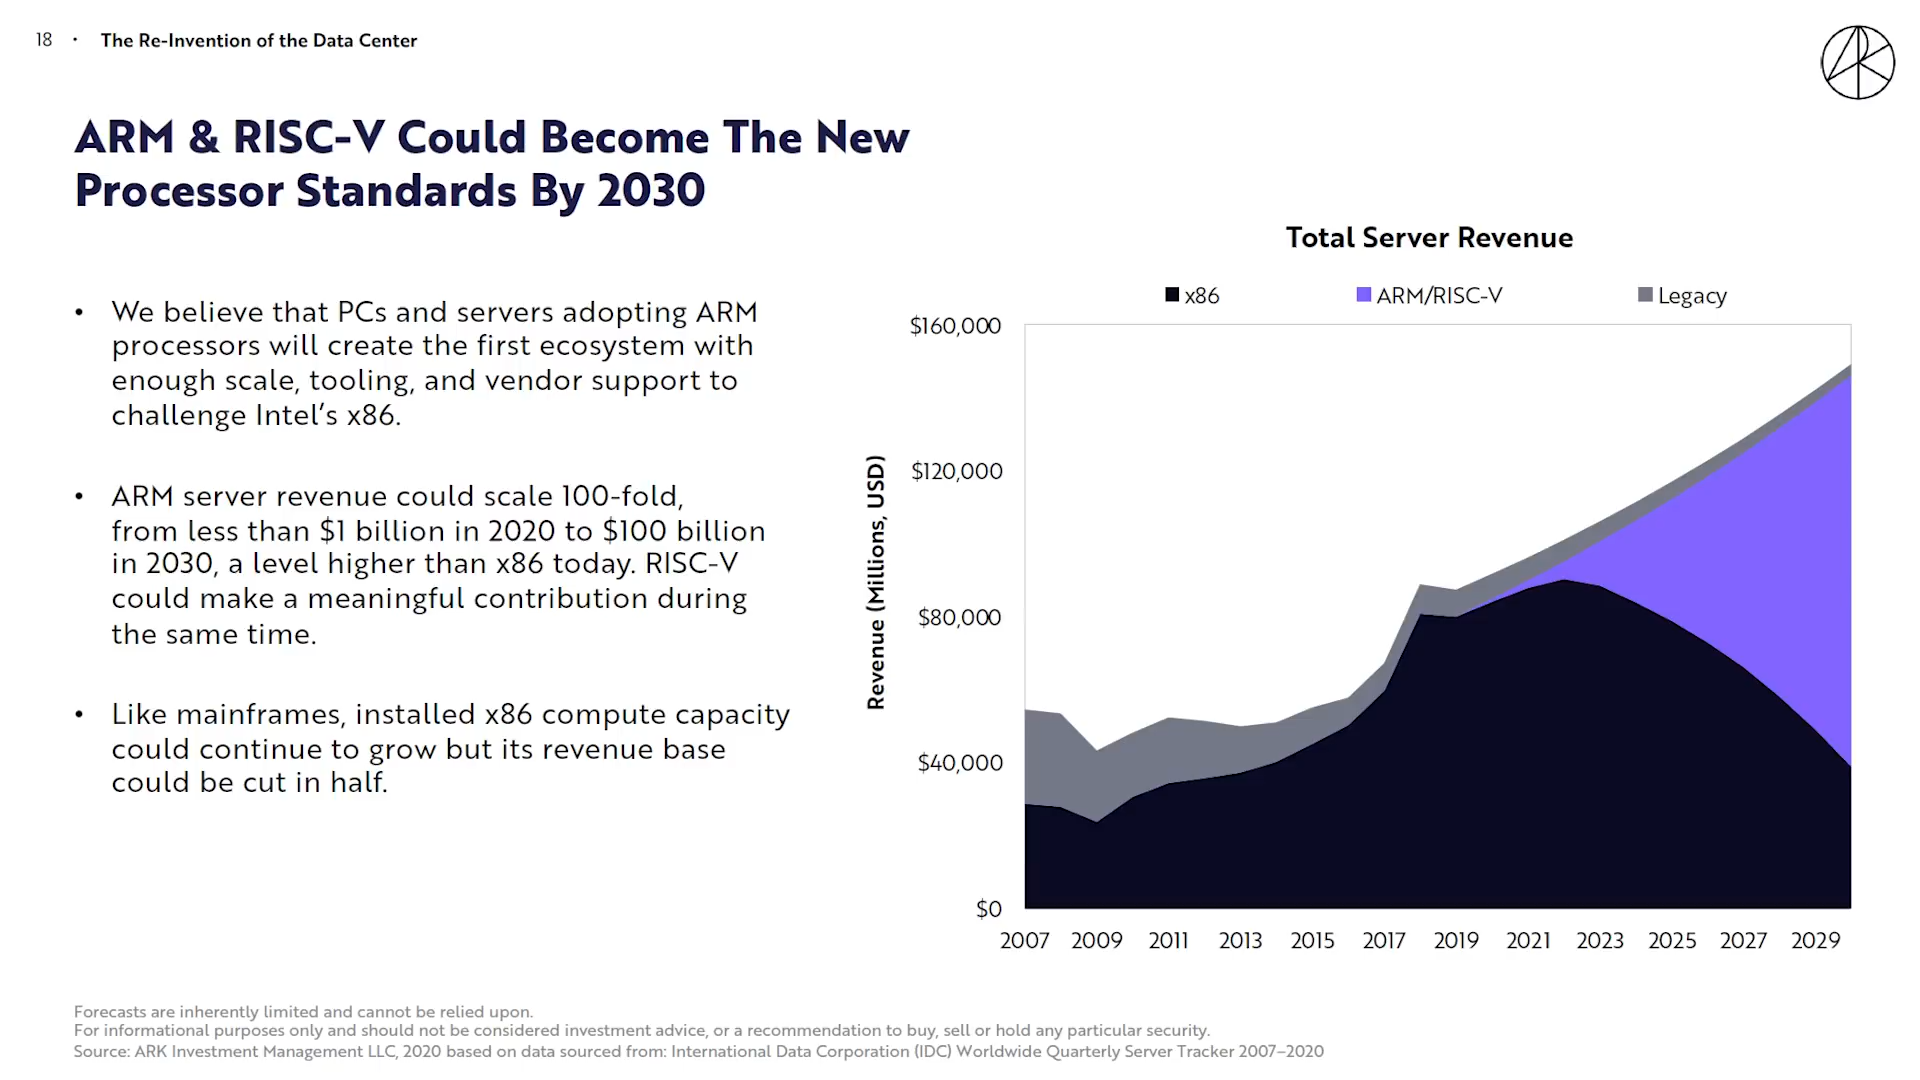 18 • The Re-Invention of the Data Center
ARM & RISC-V Could Become The New
Processor Standards By 2030
• We believe that PCs and servers adopting ARM
processors will create the first ecosystem with
enough scale, tooling, and vendor support to
challenge Intel’s x86.
• ARM server revenue could scale 100-fold,
from less than $1 billion in 2020 to $100 billion
in 2030, a level higher than x86 today. RISC-V
could make a meaningful contribution during
the same time.
• Like mainframes, installed x86 compute capacity
could continue to grow but its revenue base
could be cut in half.
Total Server Revenue
x86 ARM/RISC-V Legacy
Revenue (Millions, USD)
$160,000
$120,000
$80,000
$40,000
$0
2007 2009 2011 2013 2015 2017 2019 2021 2023 2025 2027 2029
Forecasts are inherently limited and cannot be relied upon.
For informational purposes only and should not be considered investment advice, or a recommendation to buy, sell or hold any particular security.
Source: ARK Investment Management LLC, 2020 based on data sourced from: International Data Corporation (IDC) Worldwide Quarterly Server Tracker 2007–2020